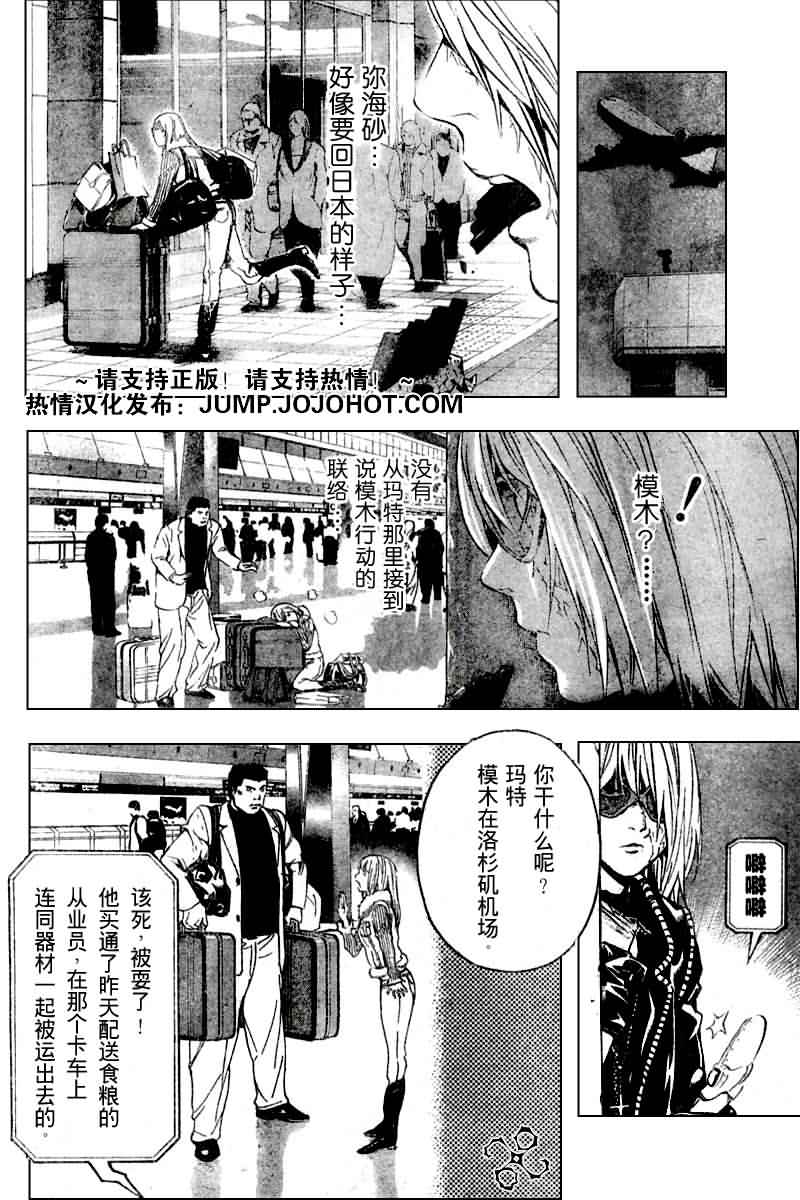 弥海砂…
好像要回日本的样子…
~请支持正版！请支持热情！~
热情汉化发布：JUMP.JOJOHOT.COM
！
模木？……
没有
从玛特那里接到
说模木行动的
联络……
噼噼噼
你干什么呢？
玛特
模木在洛杉矶机场。
该死，被耍了！
他买通了昨天配送食粮的
从业员，在那个卡车上
连同器材一起被运出去的。